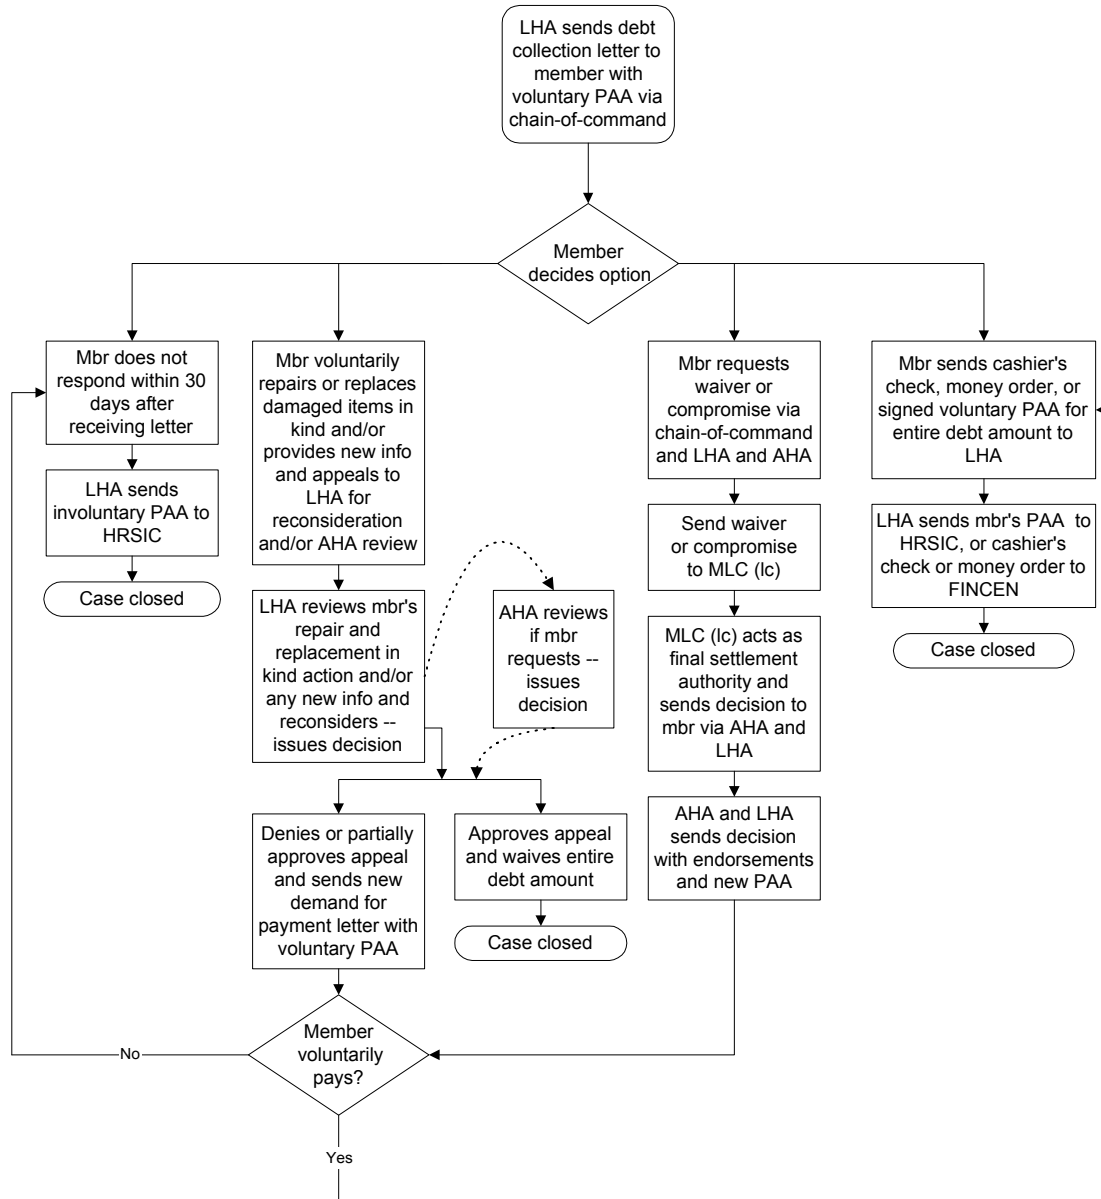 LHA sends debt
collection letter to
member with
voluntary PAA via
chain-of-command
Member
decides option
Mbr does not
respond within 30
days after
receiving letter
LHA sends
involuntary PAA to
HRSIC
Case closed
Mbr voluntarily
repairs or replaces
damaged items in
kind and/or
provides new info
and appeals to
LHA for
reconsideration
and/or AHA review
LHA reviews mbr's
repair and
replacement in
kind action and/or
any new info and
reconsiders --
issues decision
AHA reviews
if mbr
requests --
issues
decision
Denies or partially
approves appeal
and sends new
demand for
payment letter with
voluntary PAA
Approves appeal
and waives entire
debt amount
Case closed
Mbr requests
waiver or
compromise via
chain-of-command
and LHA and AHA
Send waiver
or compromise
to MLC (lc)
MLC (lc) acts as
final settlement
authority and
sends decision to
mbr via AHA and
LHA
AHA and LHA
sends decision
with endorsements
and new PAA
Mbr sends cashier's
check, money order, or
signed voluntary PAA for
entire debt amount to
LHA
LHA sends mbr's PAA to
HRSIC, or cashier's
check or money order to
FINCEN
Case closed
Member
voluntarily
pays?
No
Yes